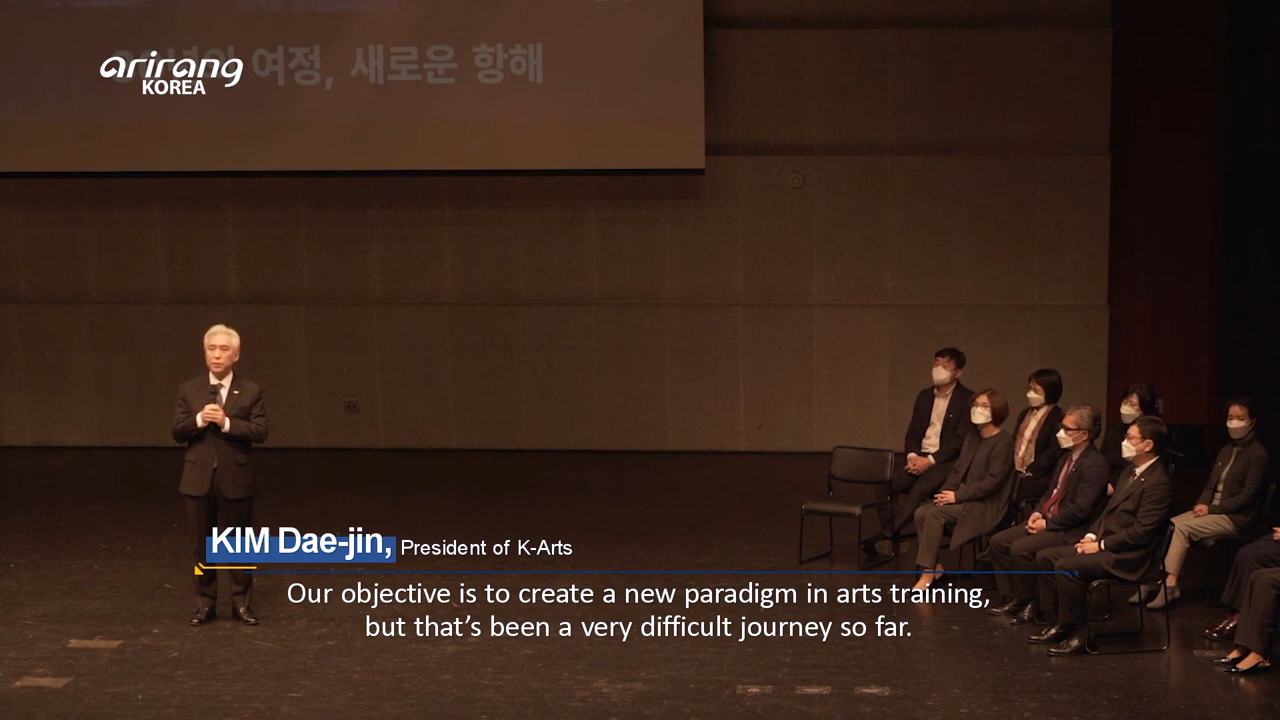 arirang
KOREA
여정, 새로운 항해
KIM Dae-jin, President of K-Arts
Our objective is to create a new paradigm in arts training,
but that's been a very difficult journey so far.